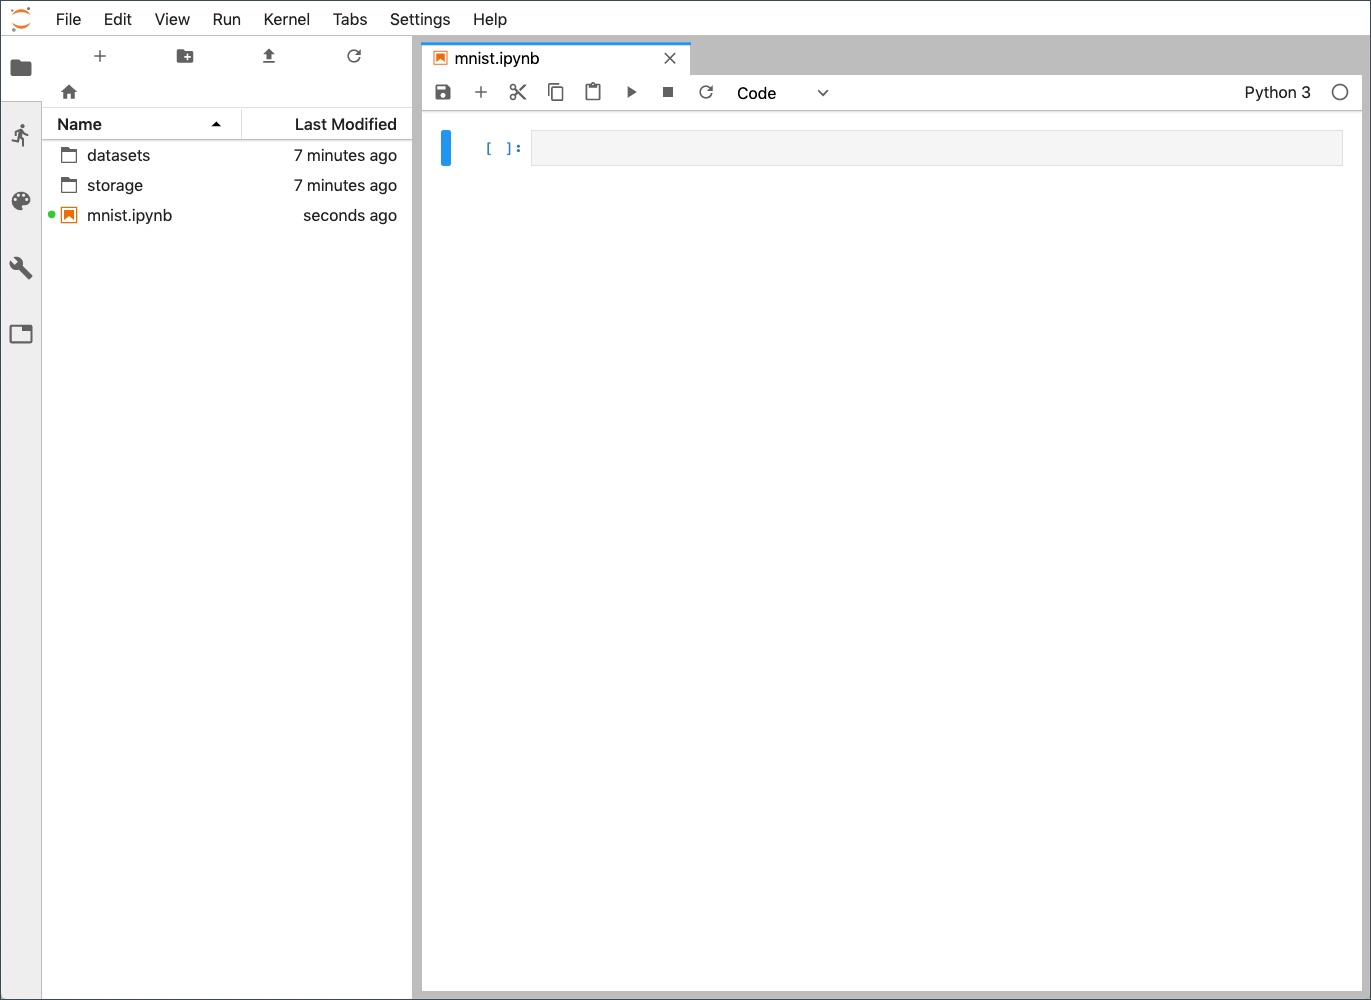 File Edit View Run Kernel Tabs Settings Help
mnist.ipynb
Code Python 3
Name Last Modified
datasets 7 minutes ago
storage 7 minutes ago
mnist.ipynb seconds ago
[ ]: